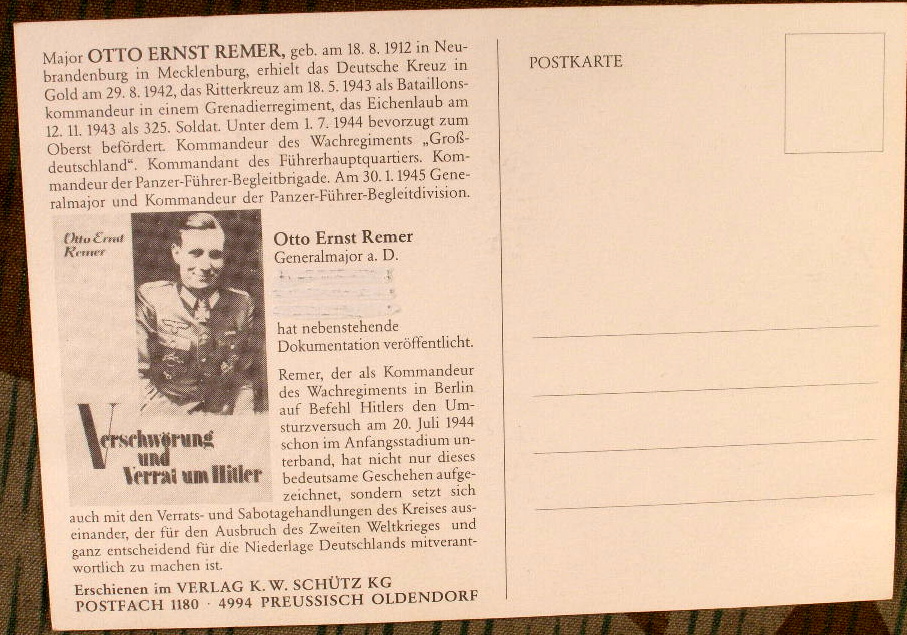 Major OTTO ERNST REMER, geb. am 18. 8. 1912 in Neu-
brandenburg in Mecklenburg, erhielt das Deutsche Kreuz in
Gold am 29. 8. 1942, das Ritterkreuz am 18. 5. 1943 als Bataillons-
kommandeur in einem Grenadierregiment, das Eichenlaub am
12. 11. 1943 als 325. Soldat. Unter dem 1. 7. 1944 bevorzugt zum
Oberst befördert. Kommandeur des Wachregiments „Groß-
deutschland“. Kommandant des Führerhauptquartiers. Kom-
mandeur der Panzer-Führer-Begleitbrigade. Am 30. 1. 1945 Gene-
ralmajor und Kommandeur der Panzer-Führer-Begleitdivision.
Otto Ernst
Remer
Verschwörung
und
Verrat um Hitler
Otto Ernst Remer
Generalmajor a. D.
hat nebenstehende
Dokumentation veröffentlicht.
Remer, der als Kommandeur
des Wachregiments in Berlin
auf Befehl Hitlers den Um-
sturzversuch am 20. Juli 1944
schon im Anfangsstadium un-
terband, hat nicht nur dieses
bedeutsame Geschehen aufge-
zeichnet, sondern setzt sich
auch mit den Verrats- und Sabotagehandlungen des Kreises aus-
einander, der für den Ausbruch des Zweiten Weltkrieges und
ganz entscheidend für die Niederlage Deutschlands mitverant-
wortlich zu machen ist.
Erschienen im VERLAG K. W. SCHÜTZ KG
POSTFACH 1180 · 4994 PREUSSISCH OLDENDORF
POSTKARTE